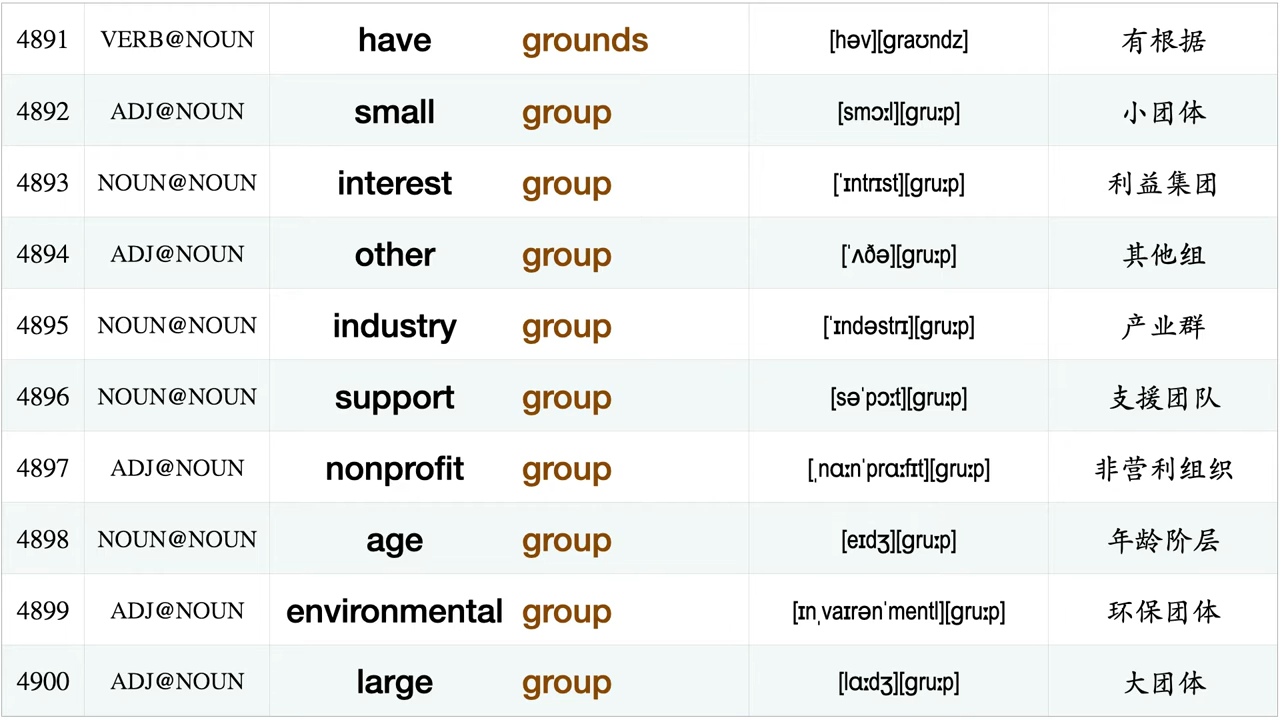 4891 VERB@NOUN have grounds [həv][graʊndz] 有根据
4892 ADJ@NOUN small group [smɔːl][gruːp] 小团体
4893 NOUN@NOUN interest group [ˈɪntrɪst][gruːp] 利益集团
4894 ADJ@NOUN other group [ˈʌðə][gruːp] 其他组
4895 NOUN@NOUN industry group [ˈɪndəstrɪ][gruːp] 产业群
4896 NOUN@NOUN support group [səˈpɔːt][gruːp] 支援团队
4897 ADJ@NOUN nonprofit group [ˌnɑːnˈprɑːfɪt][gruːp] 非营利组织
4898 NOUN@NOUN age group [eɪdʒ][gruːp] 年龄阶层
4899 ADJ@NOUN environmental group [ɪnˌvaɪrənˈmentl][gruːp] 环保团体
4900 ADJ@NOUN large group [lɑːdʒ][gruːp] 大团体